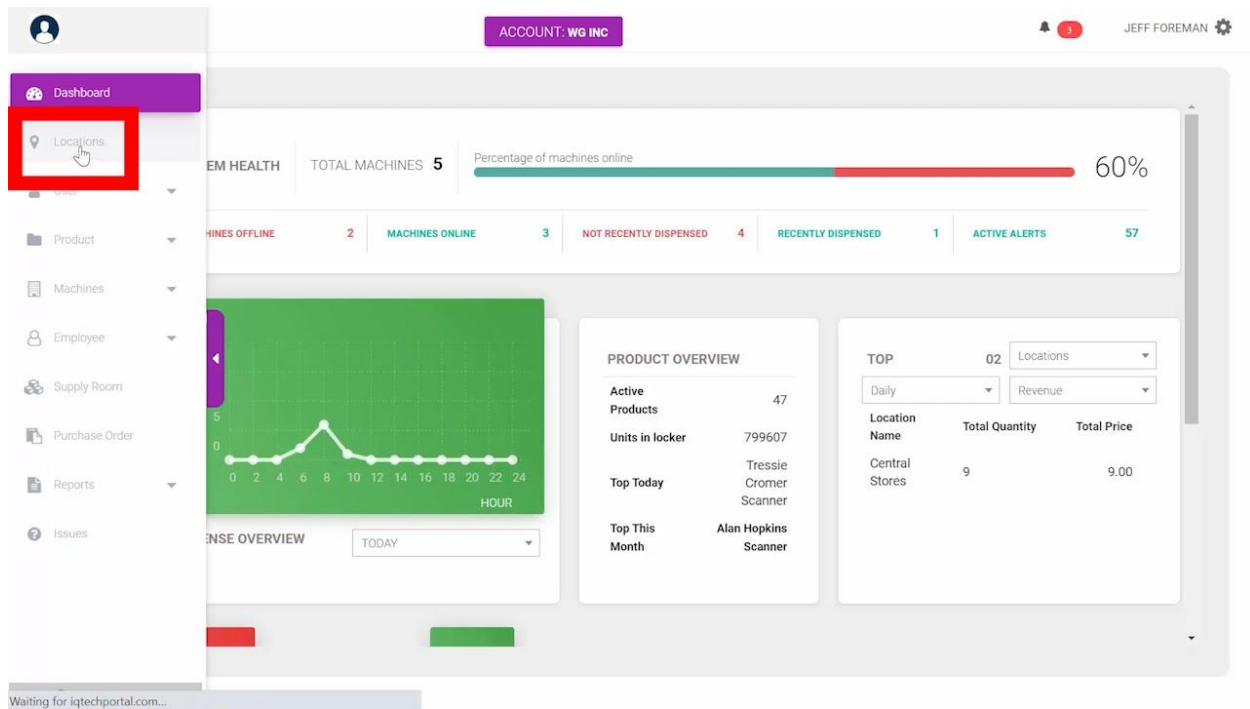 ACCOUNT: WG INC
3
JEFF FOREMAN
Dashboard
Locations
User
Product
Machines
Employee
Supply Room
Purchase Order
Reports
Issues
EM HEALTH
TOTAL MACHINES 5
Percentage of machines online
60%
HINES OFFLINE 2
MACHINES ONLINE 3
NOT RECENTLY DISPENSED 4
RECENTLY DISPENSED 1
ACTIVE ALERTS 57
5
0
0 2 4 6 8 10 12 14 16 18 20 22 24
HOUR
ENSE OVERVIEW
TODAY
PRODUCT OVERVIEW
Active
Products 47
Units in locker 799607
Top Today Tressie
Cromer
Scanner
Top This
Month Alan Hopkins
Scanner
TOP 02 Locations
Daily Revenue
Location
Name Total Quantity Total Price
Central
Stores 9 9.00
Waiting for iqtechportal.com...